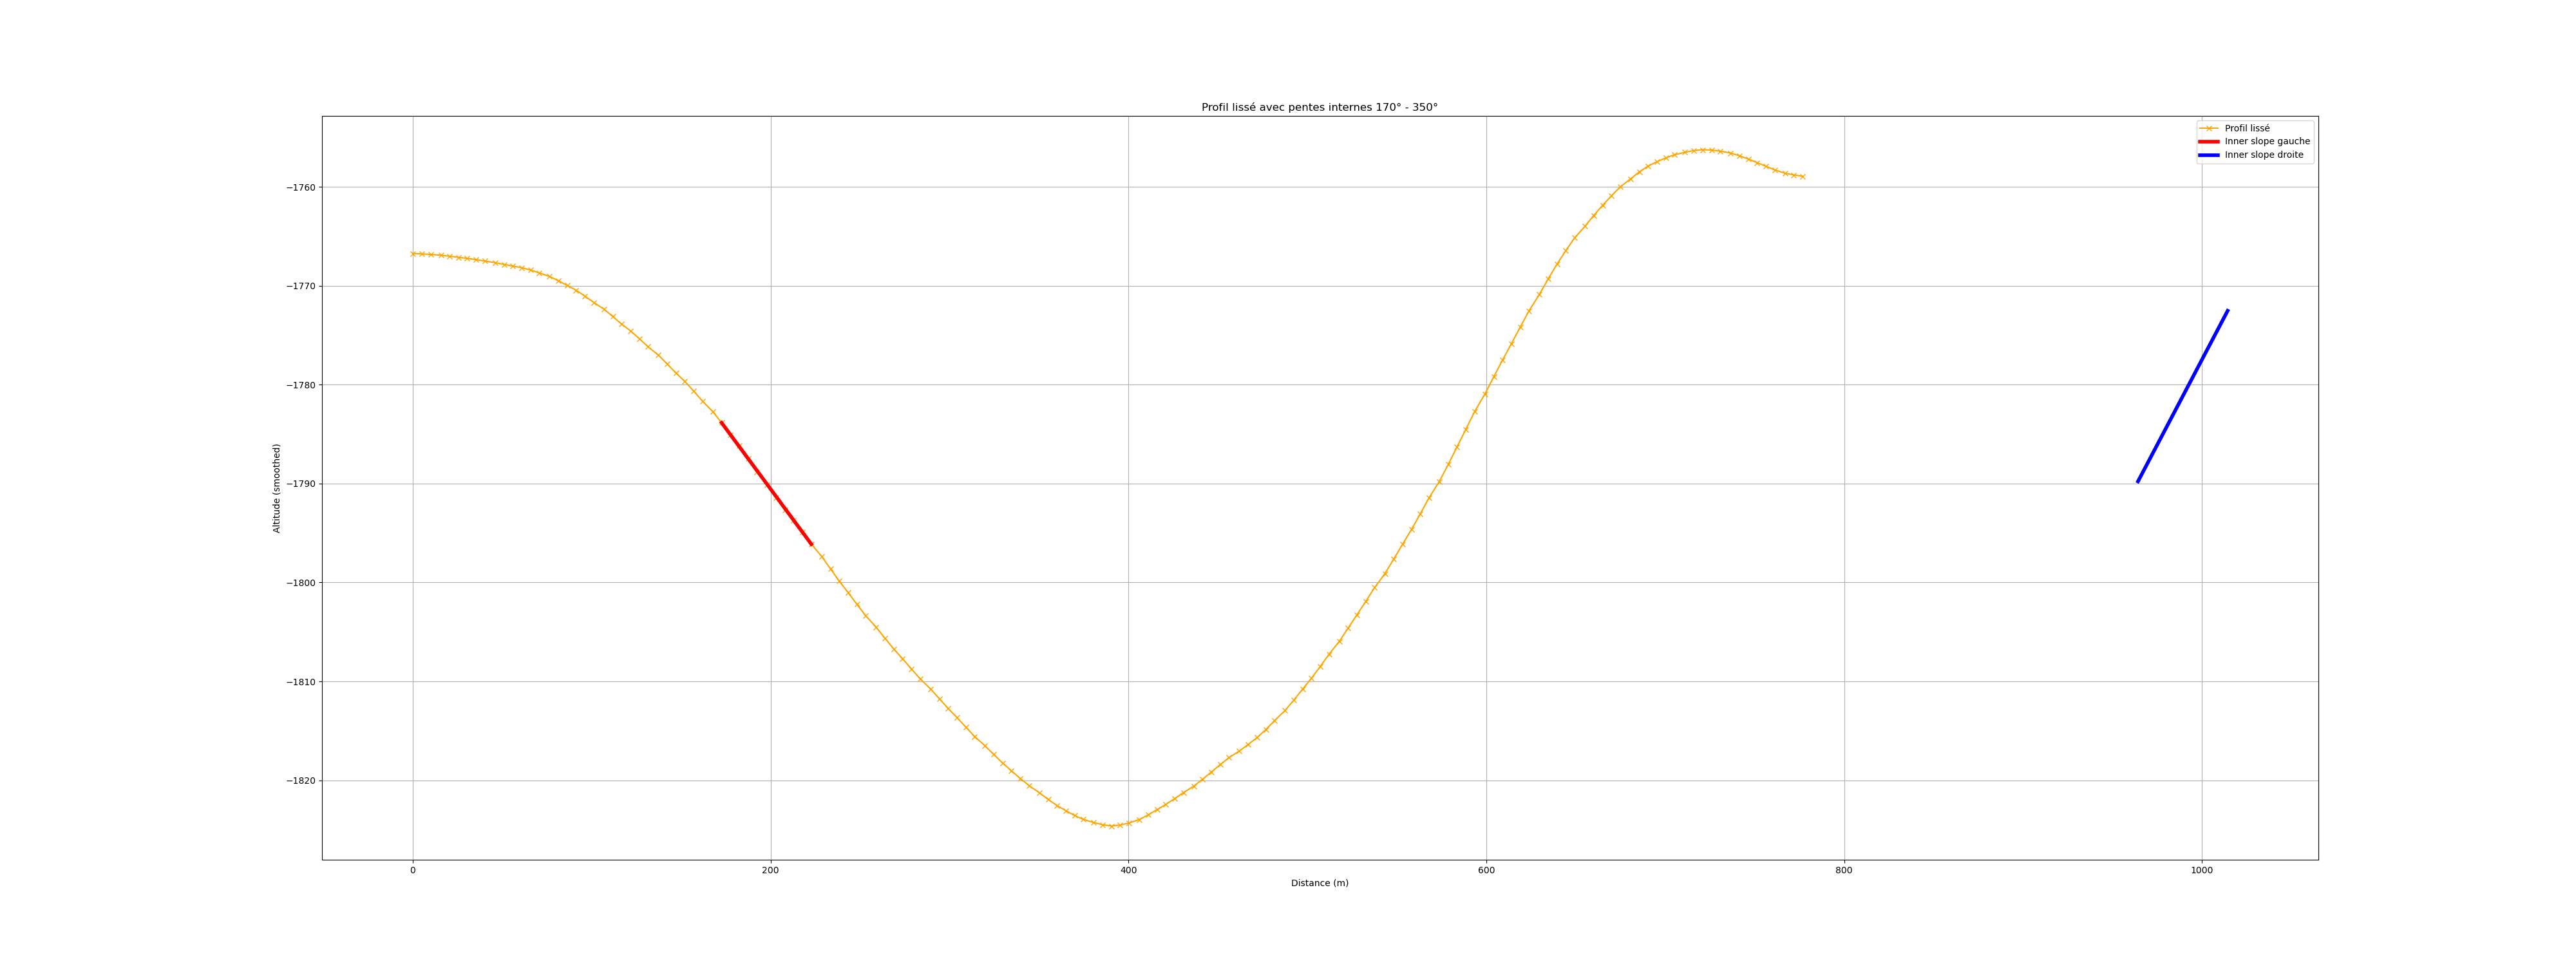 Profil lissé avec pentes internes 170° - 350°
Profil lissé
Inner slope gauche
Inner slope droite
Altitude (smoothed)
−1760
−1770
−1780
−1790
−1800
−1810
−1820
0
200
400
600
800
1000
Distance (m)